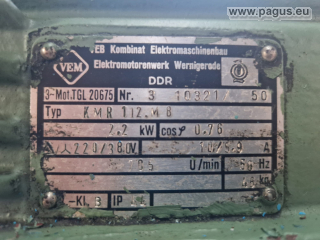 www.pagus.eu
VEM
VEB Kombinat Elektromaschinenbau
Elektromotorenwerk Wernigerode
DDR
3-Mot.TGL 20675 Nr. 3 10321 50
Typ KMR 112 M 8
2,2 kW cosφ 0.76
220/380 V A
U/min Hz
-Kl. B IP